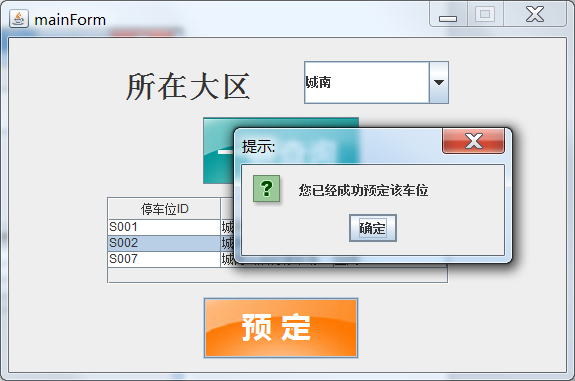 mainForm
所在大区
城南
提示:
您已经成功预定该车位
确定
停车位ID
S001 城
S002
S007
预定